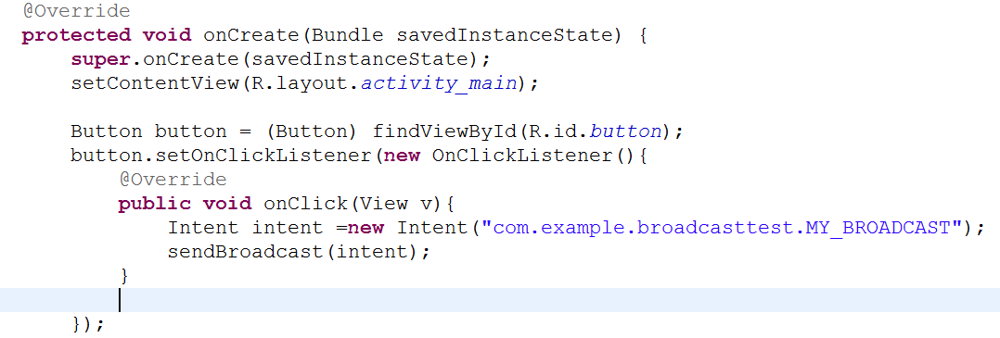 @Override
protected void onCreate(Bundle savedInstanceState) {
super.onCreate(savedInstanceState);
setContentView(R.layout.activity_main);
Button button = (Button) findViewById(R.id.button);
button.setOnClickListener(new OnClickListener(){
@Override
public void onClick(View v){
Intent intent =new Intent("com.example.broadcasttest.MY_BROADCAST");
sendBroadcast(intent);
}
});